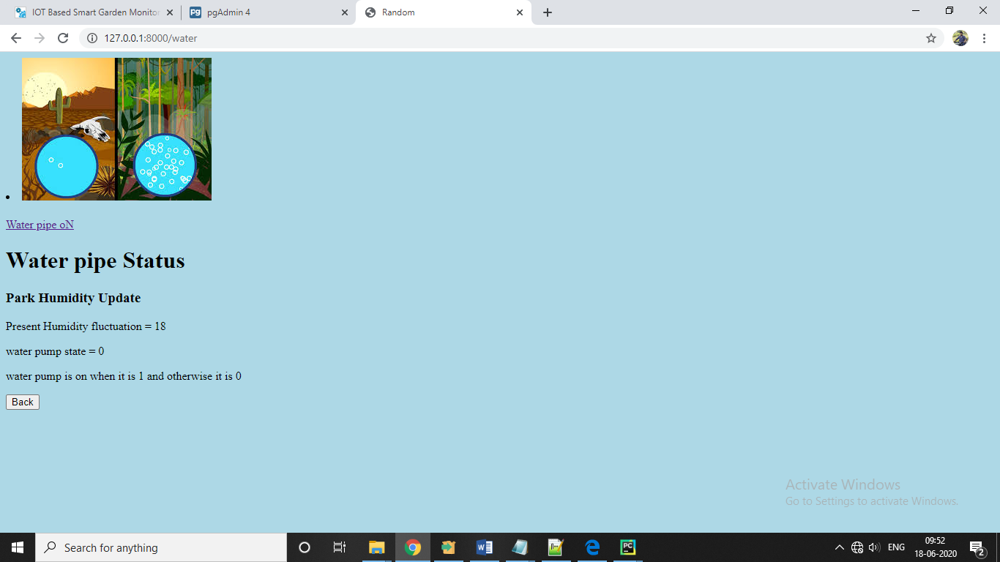 IOT Based Smart Garden Monitor
pgAdmin 4
Random
127.0.0.1:8000/water
Water pipe oN
Water pipe Status
Park Humidity Update
Present Humidity fluctuation = 18
water pump state = 0
water pump is on when it is 1 and otherwise it is 0
Back
Activate Windows
Go to Settings to activate Windows.
Search for anything
ENG
09:52
18-06-2020
2